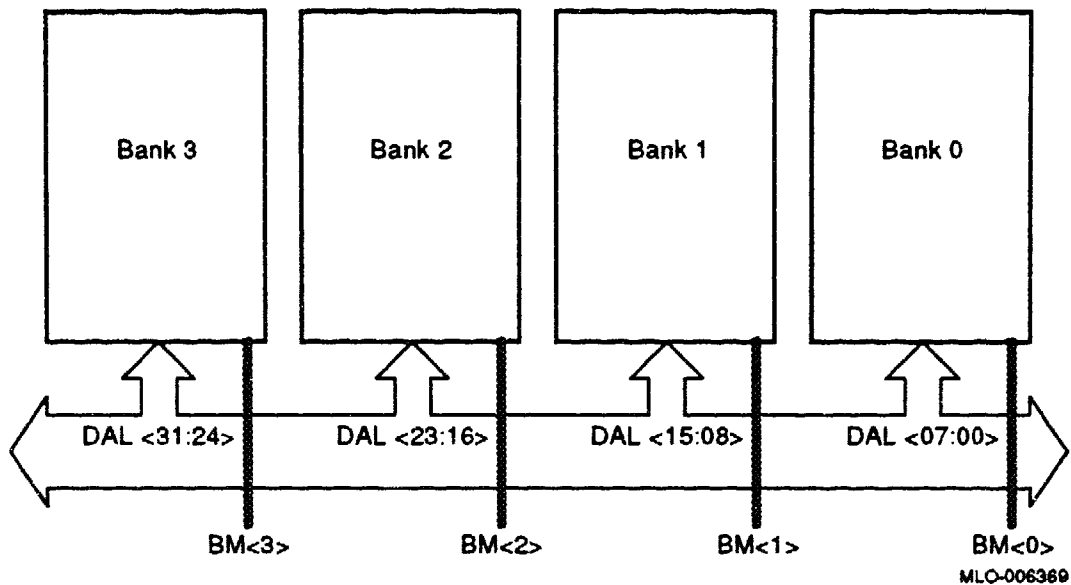 Bank 3
Bank 2
Bank 1
Bank 0
DAL <31:24>
DAL <23:16>
DAL <15:08>
DAL <07:00>
BM<3>
BM<2>
BM<1>
BM<0>
MLO-006369